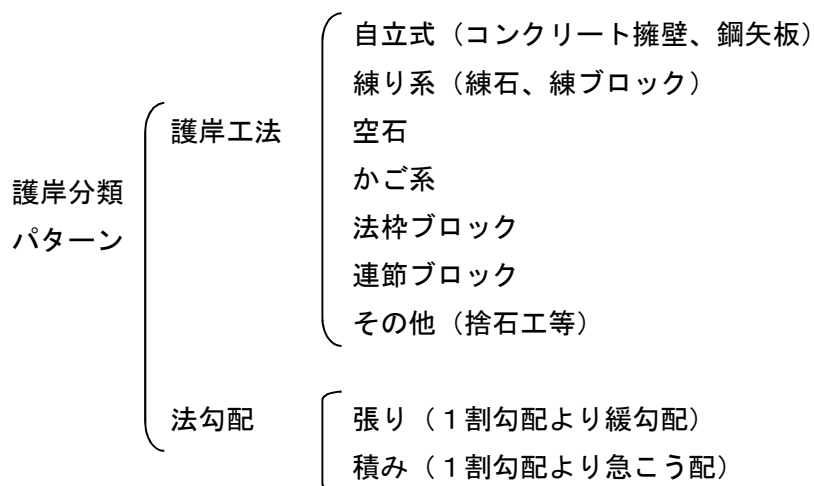 自立式（コンクリート擁壁、鋼矢板）
練り系（練石、練ブロック）
護岸工法
空石
かご系
護岸分類
パターン
法枠ブロック
連節ブロック
その他（捨石工等）
法勾配
張り（１割勾配より緩勾配）
積み（１割勾配より急こう配）